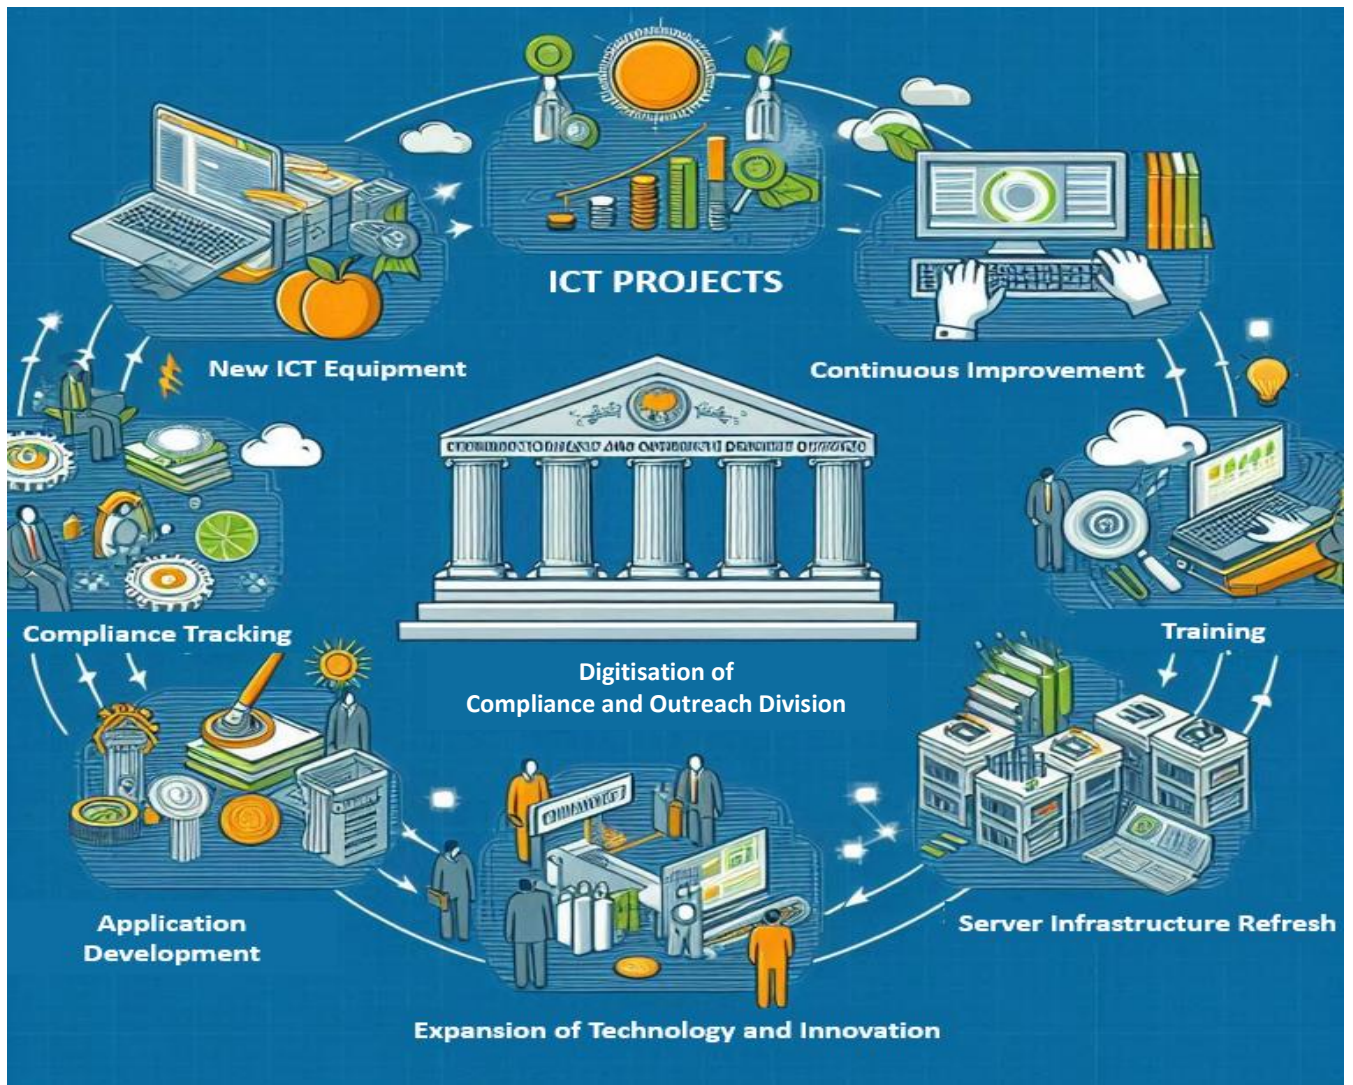 ICT PROJECTS
New ICT Equipment
Continuous Improvement
Compliance Tracking
Training
Digitisation of
Compliance and Outreach Division
Application
Development
Server Infrastructure Refresh
Expansion of Technology and Innovation